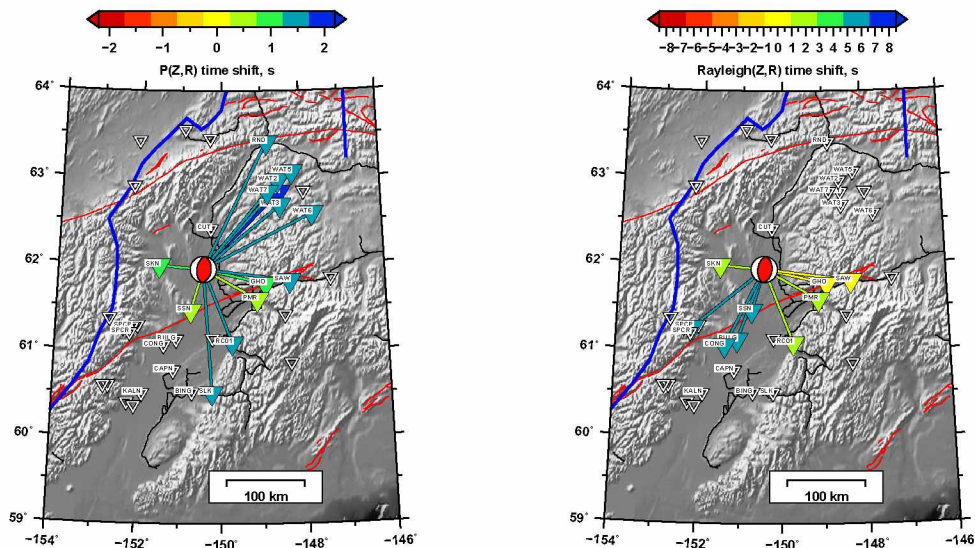 −2 −1 0 1 2
P(Z,R) time shift, s
64˚
63˚
62˚
61˚
60˚
59˚
RND
WAT5
WAT2
WAT7
WAT3
WAT6
CUT
SKN
SAW
GHO
PMR
SSN
SPCR
RC01
CONG
CAPN
KALN
BING
SLK
100 km
−154˚ −152˚ −150˚ −148˚ −146˚
−8 −7 −6 −5 −4 −3 −2 −1 0 1 2 3 4 5 6 7 8
Rayleigh(Z,R) time shift, s
64˚
63˚
62˚
61˚
60˚
59˚
RND
WAT5
WAT2
WAT7
WAT3
WAT6
CUT
SKN
SAW
GHO
PMR
SSN
SPCR
RC01
CONG
CAPN
KALN
BING
SLK
100 km
−154˚ −152˚ −150˚ −148˚ −146˚